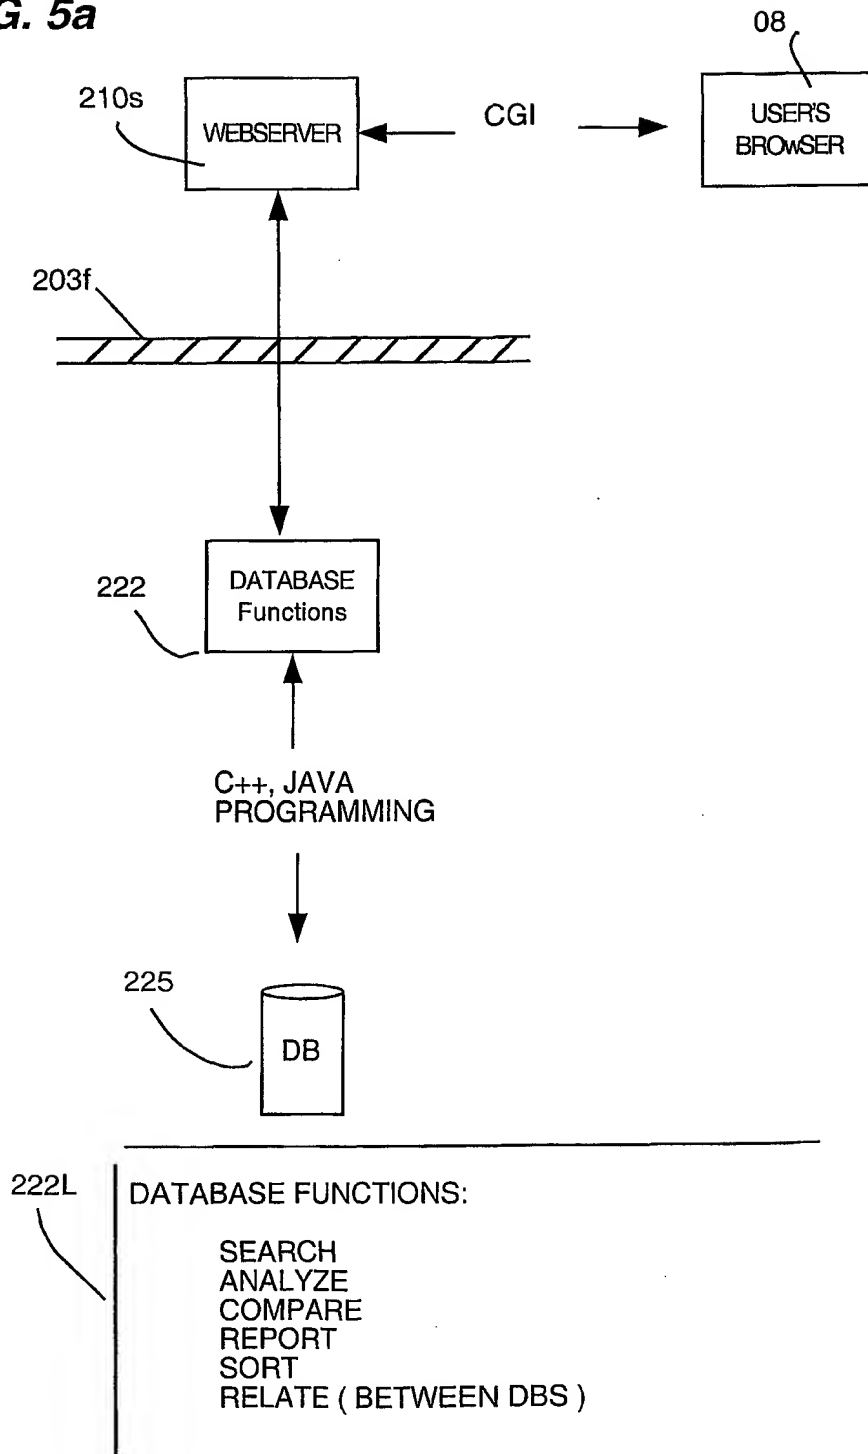 G. 5a
08
210s
WEBSERVER
CGI
USER'S
BROwSER
203f
222
DATABASE
Functions
C++, JAVA
PROGRAMMING
225
DB
222L
DATABASE FUNCTIONS:
SEARCH
ANALYZE
COMPARE
REPORT
SORT
RELATE ( BETWEEN DBS )